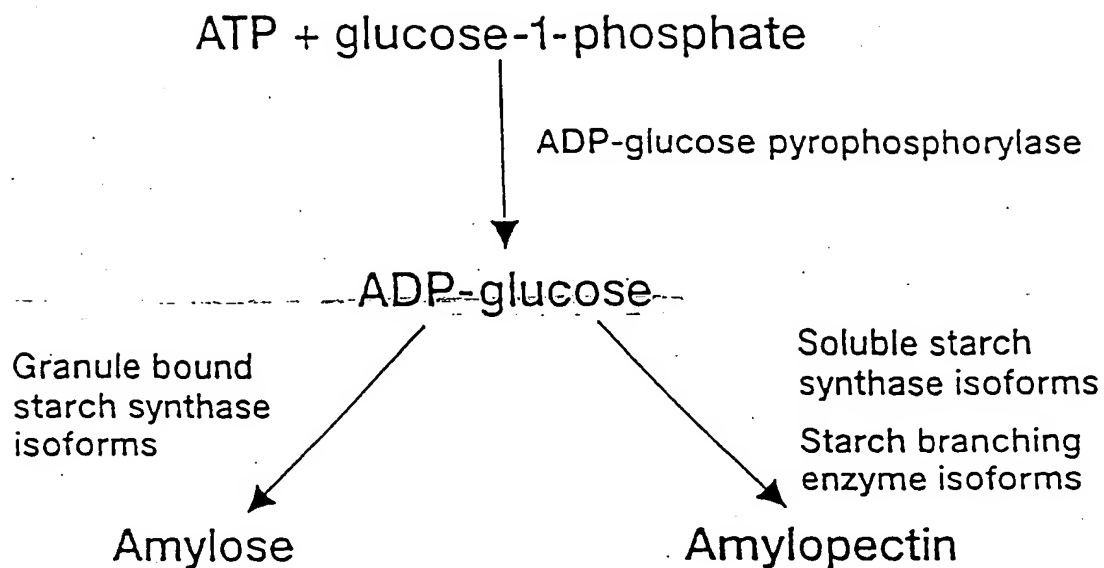 ATP + glucose-1-phosphate
ADP-glucose pyrophosphorylase
ADP-glucose
Granule bound
starch synthase
isoforms
Soluble starch
synthase isoforms
Starch branching
enzyme isoforms
Amylose
Amylopectin